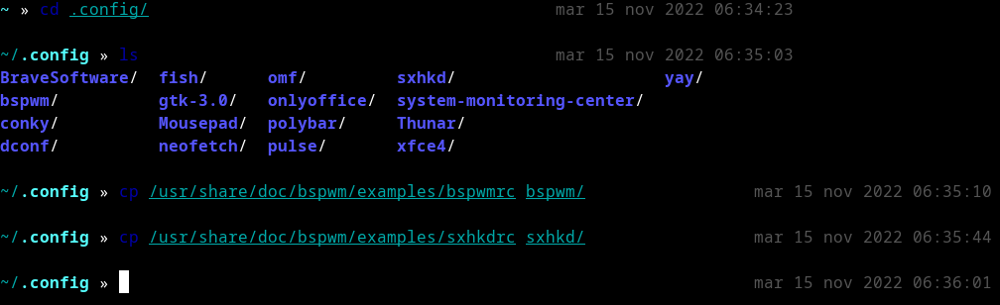 ~ » cd .config/ mar 15 nov 2022 06:34:23
~/.config » ls mar 15 nov 2022 06:35:03
BraveSoftware/ fish/ omf/ sxhkd/ yay/
bspwm/ gtk-3.0/ onlyoffice/ system-monitoring-center/
conky/ Mousepad/ polybar/ Thunar/
dconf/ neofetch/ pulse/ xfce4/
~/.config » cp /usr/share/doc/bspwm/examples/bspwmrc bspwm/ mar 15 nov 2022 06:35:10
~/.config » cp /usr/share/doc/bspwm/examples/sxhkdrc sxhkd/ mar 15 nov 2022 06:35:44
~/.config » mar 15 nov 2022 06:36:01